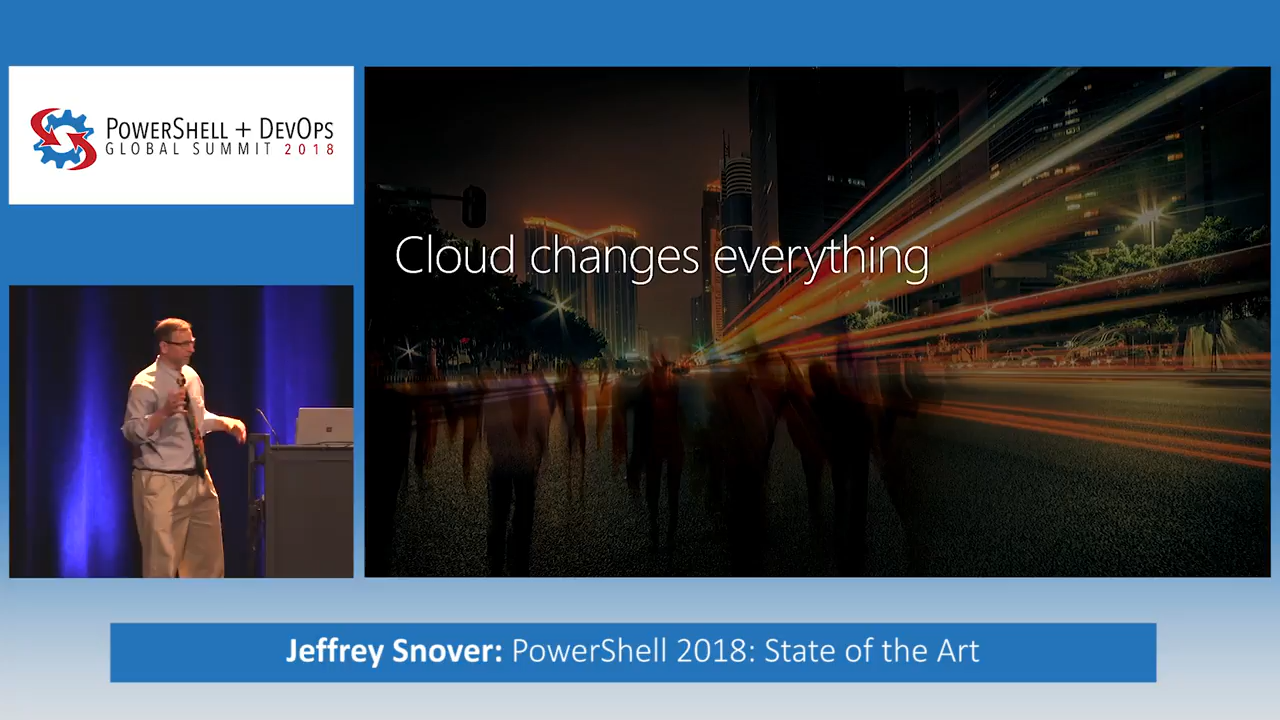 POWERSHELL + DEVOPS
GLOBAL SUMMIT 2018
Cloud changes everything
Jeffrey Snover: PowerShell 2018: State of the Art